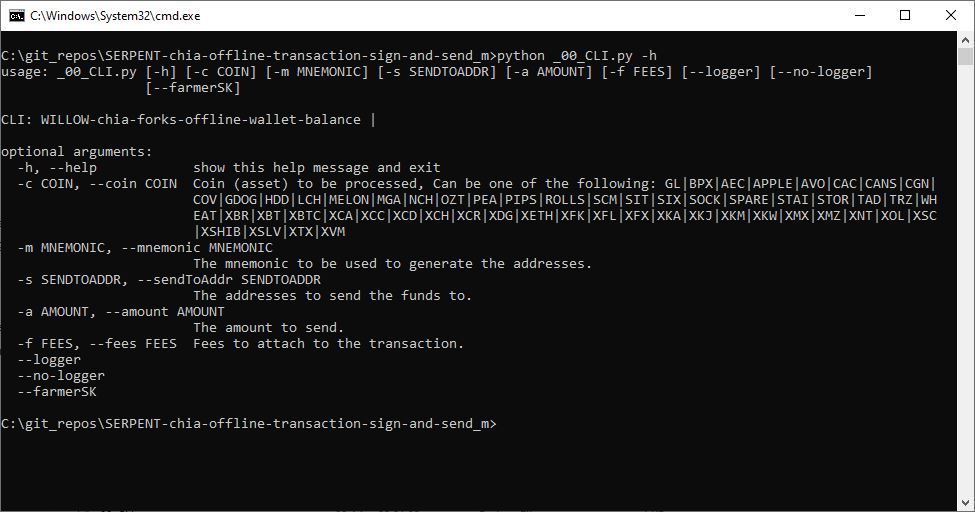 C:\Windows\System32\cmd.exe
C:\git_repos\SERPENT-chia-offline-transaction-sign-and-send_m>python _00_CLI.py -h
usage: _00_CLI.py [-h] [-c COIN] [-m MNEMONIC] [-s SENDTOADDR] [-a AMOUNT] [-f FEES] [--logger] [--no-logger]
[--farmerSK]
CLI: WILLOW-chia-forks-offline-wallet-balance |
optional arguments:
-h, --help show this help message and exit
-c COIN, --coin COIN Coin (asset) to be processed, Can be one of the following: GL|BPX|AEC|APPLE|AVO|CAC|CANS|CGN|
COV|GDOG|HDD|LCH|MELON|MGA|NCH|OZT|PEA|PIPS|ROLLS|SCM|SIT|SIX|SOCK|SPARE|STAI|STOR|TAD|TRZ|WH
EAT|XBR|XBT|XBTC|XCA|XCC|XCD|XCH|XCR|XDG|XETH|XFK|XFL|XFX|XKA|XKJ|XKM|XKW|XMX|XMZ|XNT|XOL|XSC
|XSHIB|XSLV|XTX|XVM
-m MNEMONIC, --mnemonic MNEMONIC
The mnemonic to be used to generate the addresses.
-s SENDTOADDR, --sendToAddr SENDTOADDR
The addresses to send the funds to.
-a AMOUNT, --amount AMOUNT
The amount to send.
-f FEES, --fees FEES Fees to attach to the transaction.
--logger
--no-logger
--farmerSK
C:\git_repos\SERPENT-chia-offline-transaction-sign-and-send_m>